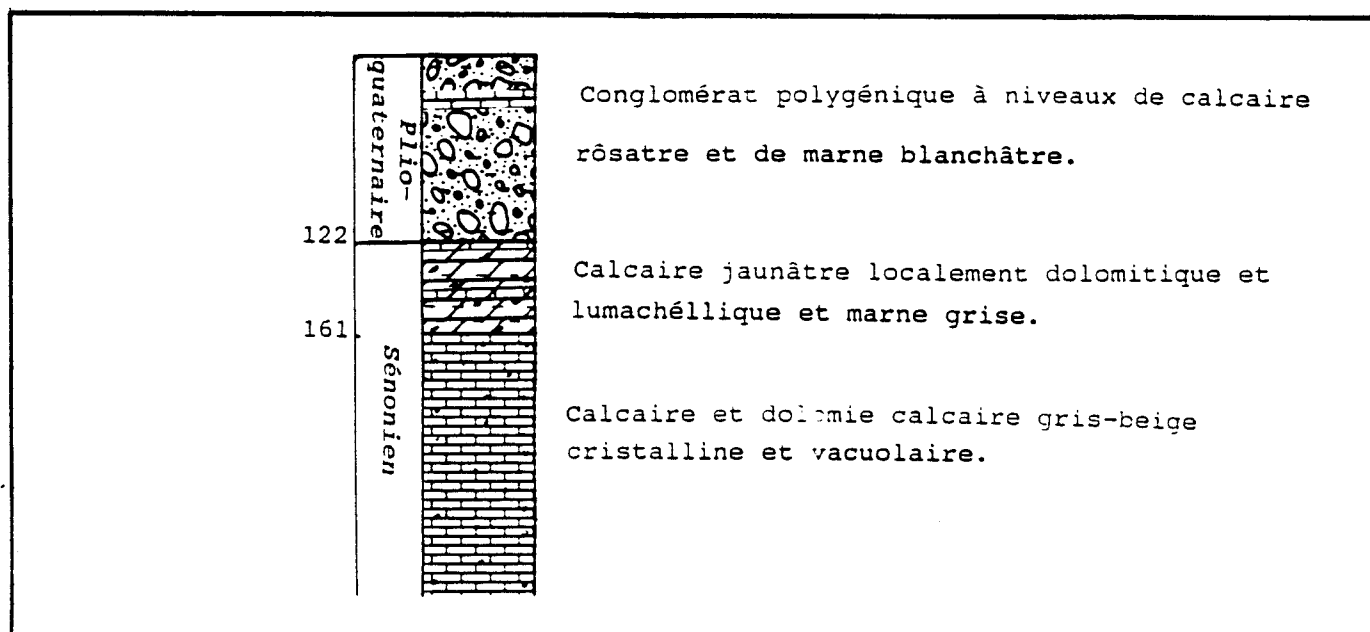 Plio-
quaternaire
Conglomérat polygénique à niveaux de calcaire
rôsatre et de marne blanchâtre.
122
Calcaire jaunâtre localement dolomitique et
lumachéllique et marne grise.
161
Sénonien
Calcaire et dolomie calcaire gris-beige
cristalline et vacuolaire.